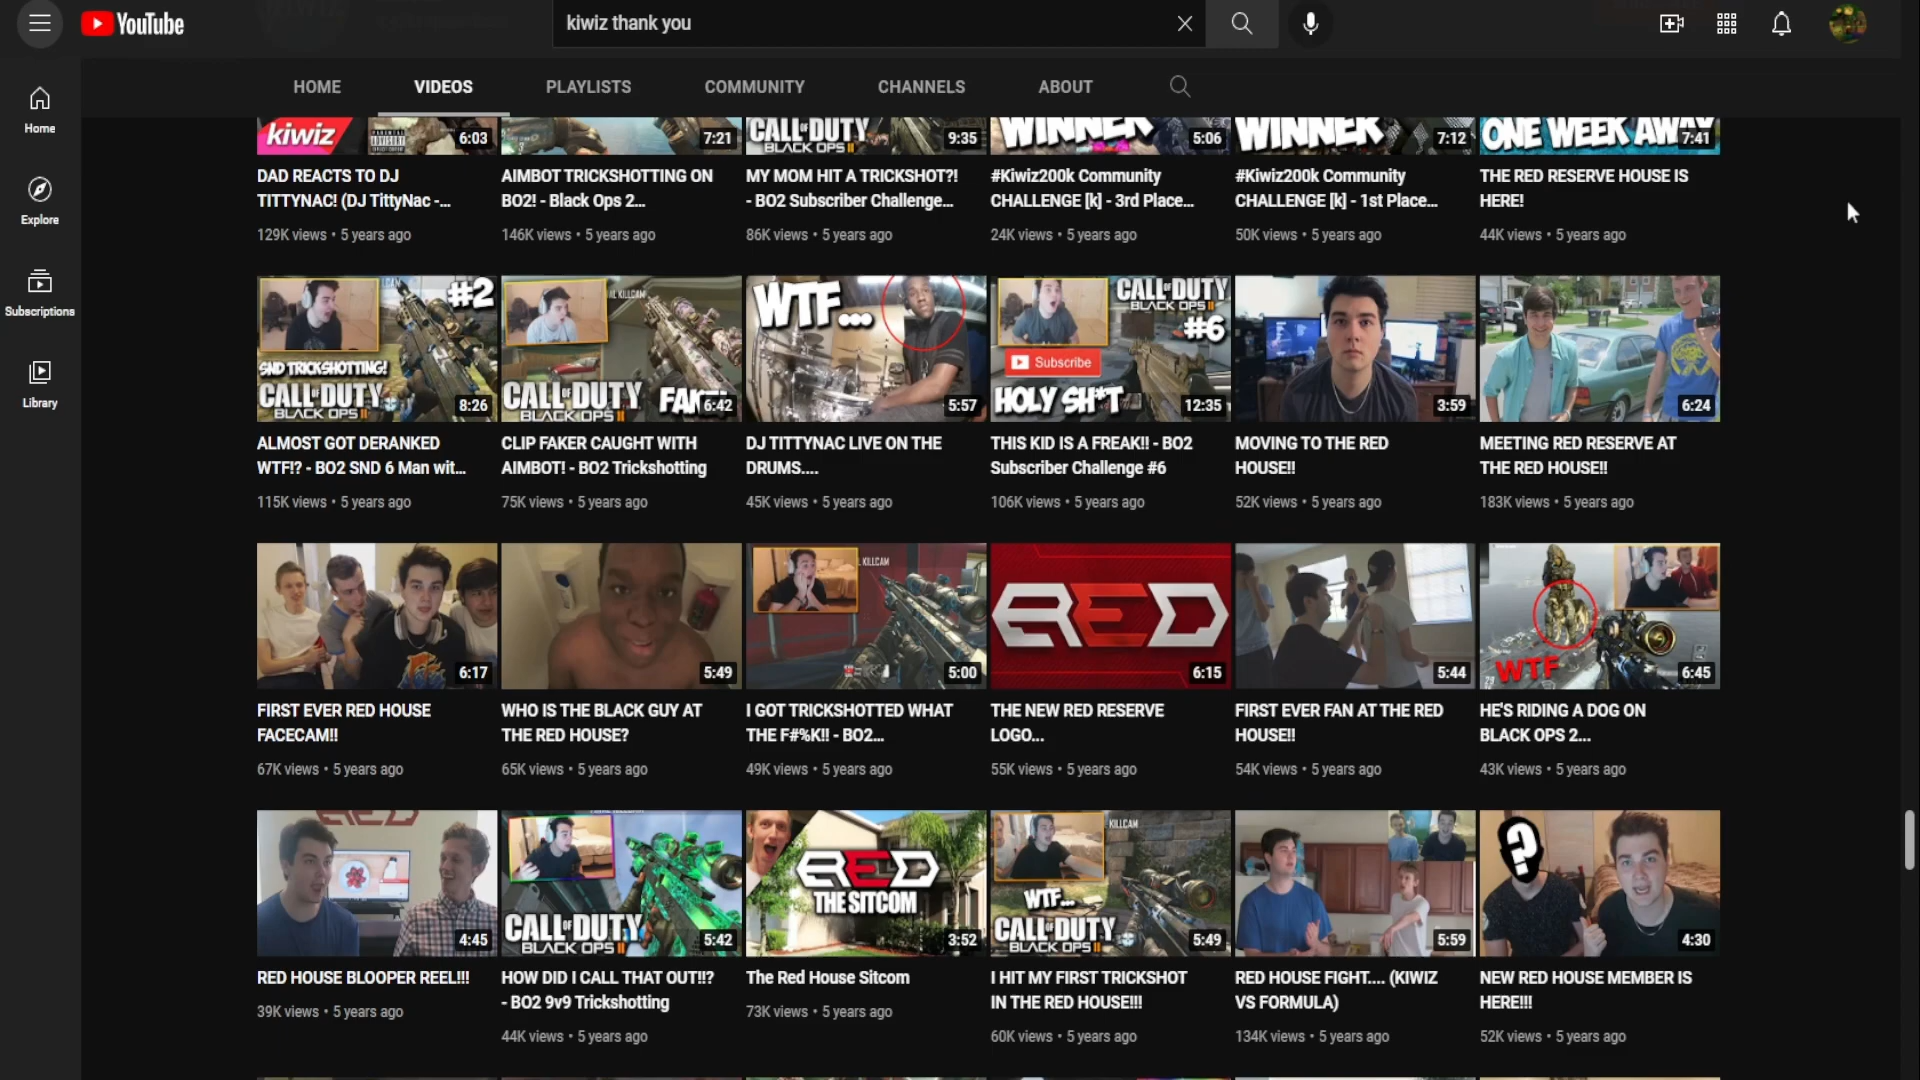 YouTube
kiwiz thank you
HOME VIDEOS PLAYLISTS COMMUNITY CHANNELS ABOUT
Home
Explore
Subscriptions
Library
kiwiz 6:03
7:21
CALL OF DUTY
BLACK OPS II 9:35
WINNER 5:06
WINNER 7:12
ONE WEEK AWAY 7:41
DAD REACTS TO DJ
TITTYNAC! (DJ TittyNac -...
129K views • 5 years ago
AIMBOT TRICKSHOTTING ON
BO2! - Black Ops 2...
146K views • 5 years ago
MY MOM HIT A TRICKSHOT?!
- BO2 Subscriber Challenge...
86K views • 5 years ago
#Kiwiz200k Community
CHALLENGE [k] - 3rd Place...
24K views • 5 years ago
#Kiwiz200k Community
CHALLENGE [k] - 1st Place...
50K views • 5 years ago
THE RED RESERVE HOUSE IS
HERE!
44K views • 5 years ago
#2
SND TRICKSHOTTING!
CALL OF DUTY
BLACK OPS II
8:26
ALMOST GOT DERANKED
WTF!? - BO2 SND 6 Man wit...
115K views • 5 years ago
KILLCAM
CALL OF DUTY
BLACK OPS II
6:42
CLIP FAKER CAUGHT WITH
AIMBOT! - BO2 Trickshotting
75K views • 5 years ago
WTF...
5:57
DJ TITTYNAC LIVE ON THE
DRUMS....
45K views • 5 years ago
CALL OF DUTY
BLACK OPS II
#6
Subscribe
HOLY SH*T
12:35
THIS KID IS A FREAK!! - BO2
Subscriber Challenge #6
106K views • 5 years ago
3:59
MOVING TO THE RED
HOUSE!!
52K views • 5 years ago
6:24
MEETING RED RESERVE AT
THE RED HOUSE!!
183K views • 5 years ago
6:17
FIRST EVER RED HOUSE
FACECAM!!
67K views • 5 years ago
5:49
WHO IS THE BLACK GUY AT
THE RED HOUSE?
65K views • 5 years ago
KILLCAM
5:00
I GOT TRICKSHOTTED WHAT
THE F#%K!! - BO2...
49K views • 5 years ago
RED
6:15
THE NEW RED RESERVE
LOGO...
55K views • 5 years ago
5:44
FIRST EVER FAN AT THE RED
HOUSE!!
54K views • 5 years ago
WTF
6:45
HE'S RIDING A DOG ON
BLACK OPS 2...
43K views • 5 years ago
RED
4:45
RED HOUSE BLOOPER REEL!!!
39K views • 5 years ago
CALL OF DUTY
BLACK OPS II
5:42
HOW DID I CALL THAT OUT!!?
- BO2 9v9 Trickshotting
44K views • 5 years ago
RED
THE SITCOM
3:52
The Red House Sitcom
73K views • 5 years ago
KILLCAM
WTF...
CALL OF DUTY
BLACK OPS II
5:49
I HIT MY FIRST TRICKSHOT
IN THE RED HOUSE!!!
60K views • 5 years ago
5:59
RED HOUSE FIGHT.... (KIWIZ
VS FORMULA)
134K views • 5 years ago
?
4:30
NEW RED HOUSE MEMBER IS
HERE!!!
52K views • 5 years ago